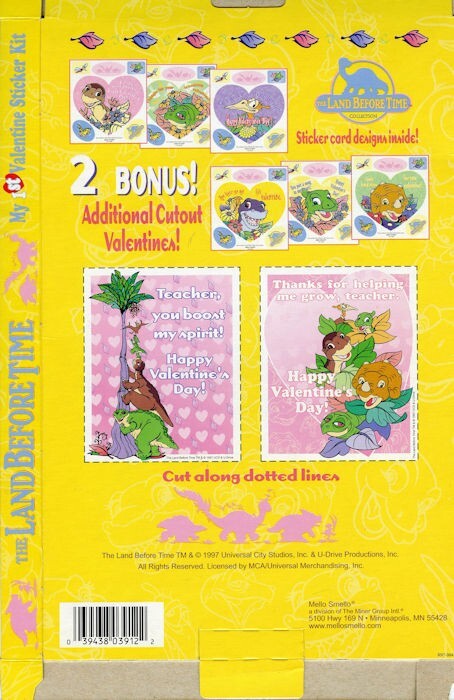 THE LAND BEFORE TIME
COLLECTION
Sticker card designs inside!
2 BONUS!
Additional Cutout
Valentines!
Teacher,
you boost
my spirit!
Happy
Valentine's
Day!
Thanks for helping
me grow, teacher.
Happy
Valentine's
Day!
Cut along dotted lines
The Land Before Time TM & © 1997 Universal City Studios, Inc. & U-Drive Productions, Inc.
All Rights Reserved. Licensed by MCA/Universal Merchandising, Inc.
0 39438 03912 2
Mello Smello®
a division of The Miner Group Intl.®
5100 Hwy 169 N • Minneapolis, MN 55428
www.mellosmello.com
THE LAND BEFORE TIME My 1st Valentine Sticker Kit